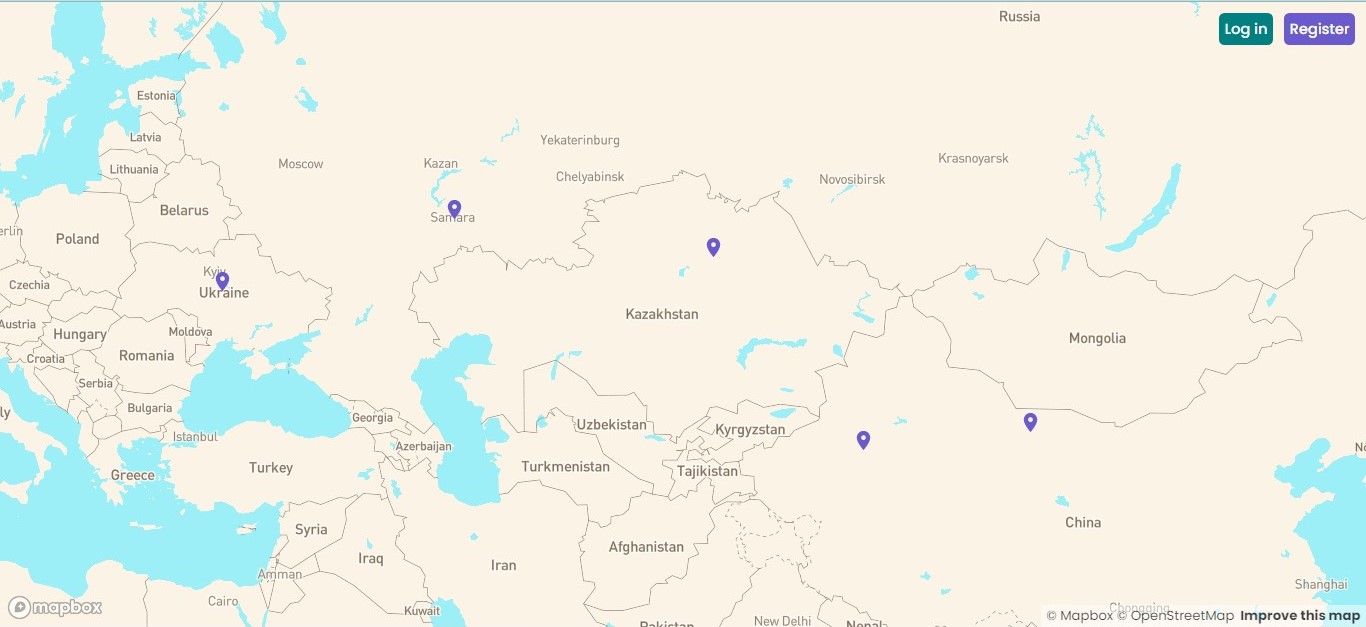 Russia
Log in
Register
Estonia
Latvia
Yekaterinburg
Moscow
Kazan
Krasnoyarsk
Lithuania
Chelyabinsk
Novosibirsk
Belarus
Samara
erlin
Poland
Kyiv
Ukraine
Czechia
Kazakhstan
Austria
Hungary
Moldova
Mongolia
Romania
Croatia
Serbia
Bulgaria
ly
Georgia
Uzbekistan
Kyrgyzstan
Istanbul
Azerbaijan
No
Turkey
Turkmenistan
Tajikistan
Greece
China
Syria
Afghanistan
Iraq
Iran
Amman
Shanghai
Cairo
mapbox
Kuwait
Chongqing
© Mapbox © OpenStreetMap Improve this map
New Delhi
Pakistan
Nepal